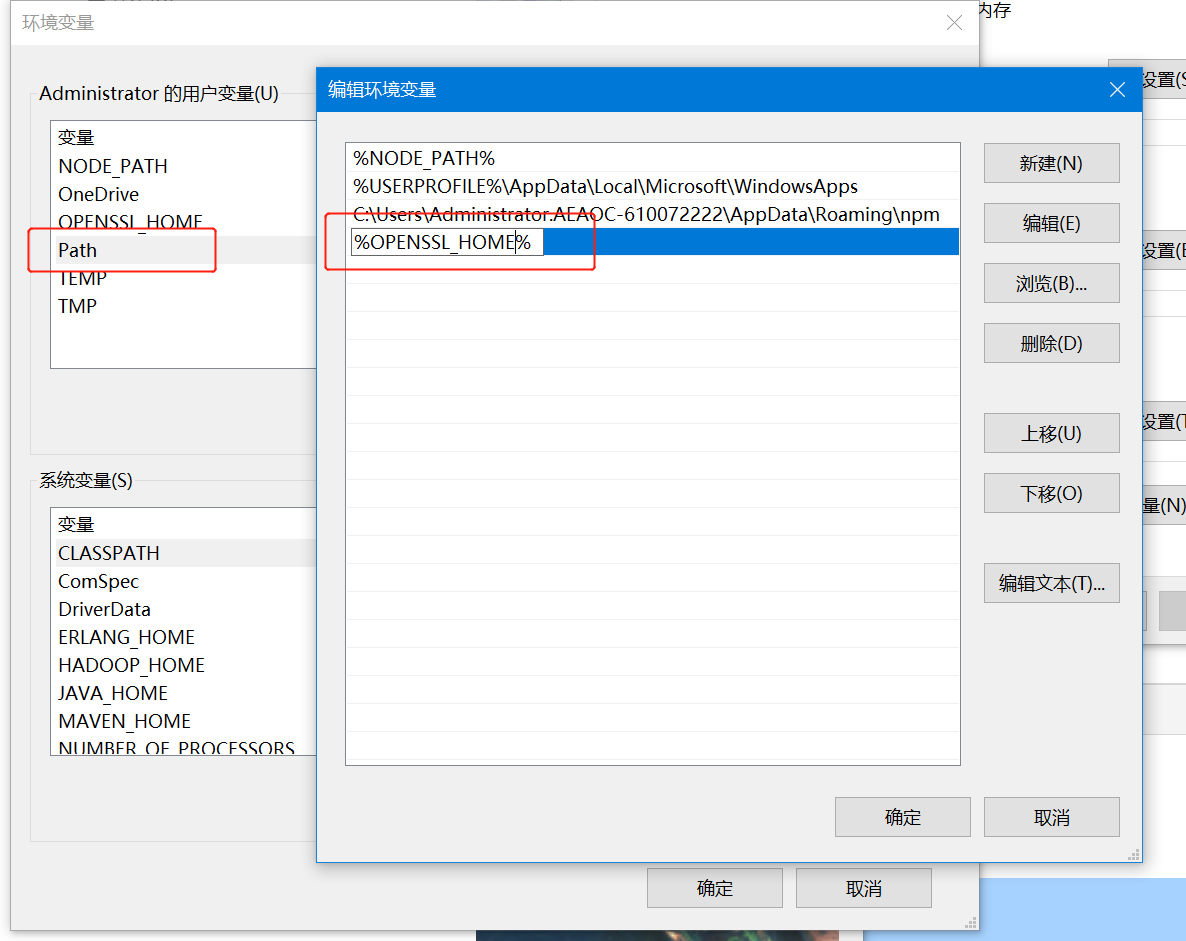 环境变量
内存
设置(S
编辑环境变量
Administrator 的用户变量(U)
变量
NODE_PATH
OneDrive
OPENSSL_HOME
Path
TEMP
TMP
%NODE_PATH%
%USERPROFILE%\AppData\Local\Microsoft\WindowsApps
C:\Users\Administrator.AEAOC-610072222\AppData\Roaming\npm
%OPENSSL_HOME%
新建(N)
编辑(E)
浏览(B)...
删除(D)
上移(U)
下移(O)
编辑文本(T)...
设置(E
设置(T
量(N)
系统变量(S)
变量
CLASSPATH
ComSpec
DriverData
ERLANG_HOME
HADOOP_HOME
JAVA_HOME
MAVEN_HOME
NUMBER_OF_PROCESSORS
确定
取消
确定
取消